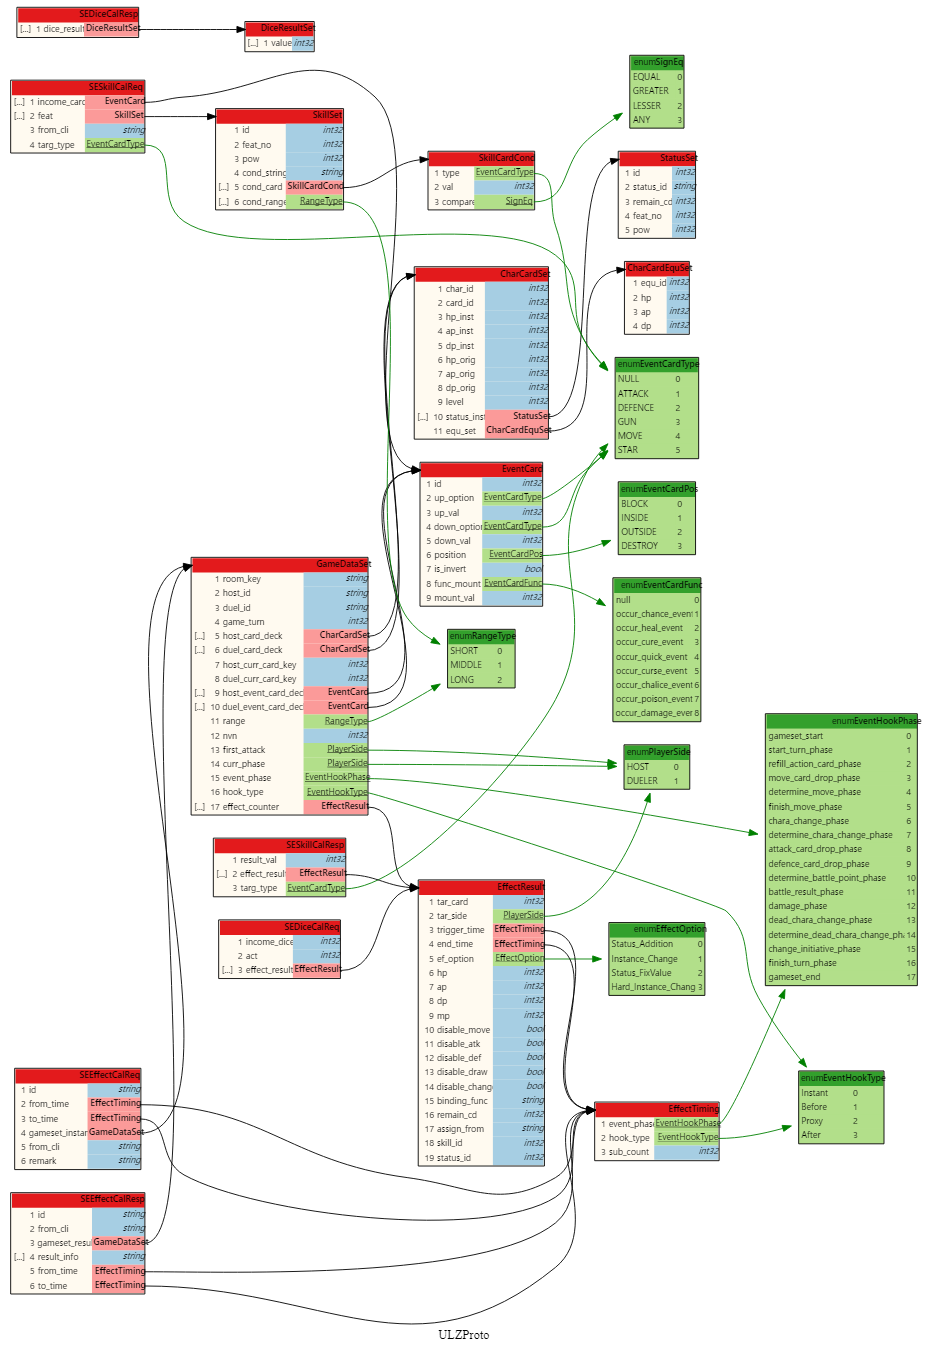 SEDiceCalResp
[...] 1 dice_result DiceResultSet
DiceResultSet
[...] 1 value int32
SESkillCalReq
[...] 1 income_card EventCard
[...] 2 feat SkillSet
3 from_cli string
4 targ_type EventCardType
SkillSet
1 id int32
2 feat_no int32
3 pow int32
4 cond_string string
[...] 5 cond_card SkillCardCond
[...] 6 cond_range RangeType
enumSignEq
EQUAL 0
GREATER 1
LESSER 2
ANY 3
SkillCardCond
1 type EventCardType
2 val int32
3 compare SignEq
StatusSet
1 id int32
2 status_id string
3 remain_cd int32
4 feat_no int32
5 pow int32
CharCardEquSet
1 equ_id int32
2 hp int32
3 ap int32
4 dp int32
CharCardSet
1 char_id int32
2 card_id int32
3 hp_inst int32
4 ap_inst int32
5 dp_inst int32
6 hp_orig int32
7 ap_orig int32
8 dp_orig int32
9 level int32
[...] 10 status_inst StatusSet
11 equ_set CharCardEquSet
enumEventCardType
NULL 0
ATTACK 1
DEFENCE 2
GUN 3
MOVE 4
STAR 5
EventCard
1 id int32
2 up_option EventCardType
3 up_val int32
4 down_option EventCardType
5 down_val int32
6 position EventCardPos
7 is_invert bool
8 func_mount EventCardFunc
9 mount_val int32
enumEventCardPos
BLOCK 0
INSIDE 1
OUTSIDE 2
DESTROY 3
enumEventCardFunc
null 0
occur_chance_event 1
occur_heal_event 2
occur_cure_event 3
occur_quick_event 4
occur_curse_event 5
occur_chalice_event 6
occur_poison_event 7
occur_damage_even 8
GameDataSet
1 room_key string
2 host_id string
3 duel_id string
4 game_turn int32
[...] 5 host_card_deck CharCardSet
[...] 6 duel_card_deck CharCardSet
7 host_curr_card_key int32
8 duel_curr_card_key int32
[...] 9 host_event_card_deck EventCard
[...] 10 duel_event_card_deck EventCard
11 range RangeType
12 nvn int32
13 first_attack PlayerSide
14 curr_phase PlayerSide
15 event_phase EventHookPhase
16 hook_type EventHookType
[...] 17 effect_counter EffectResult
enumRangeType
SHORT 0
MIDDLE 1
LONG 2
enumPlayerSide
HOST 0
DUELER 1
enumEventHookPhase
gameset_start 0
start_turn_phase 1
refill_action_card_phase 2
move_card_drop_phase 3
determine_move_phase 4
finish_move_phase 5
chara_change_phase 6
determine_chara_change_phase 7
attack_card_drop_phase 8
defence_card_drop_phase 9
determine_battle_point_phase 10
battle_result_phase 11
damage_phase 12
dead_chara_change_phase 13
determine_dead_chara_change_pha 14
change_initiative_phase 15
finish_turn_phase 16
gameset_end 17
SESkillCalResp
1 result_val int32
[...] 2 effect_result EffectResult
3 targ_type EventCardType
SEDiceCalReq
1 income_dice int32
2 act int32
[...] 3 effect_result EffectResult
EffectResult
1 tar_card int32
2 tar_side PlayerSide
3 trigger_time EffectTiming
4 end_time EffectTiming
5 ef_option EffectOption
6 hp int32
7 ap int32
8 dp int32
9 mp int32
10 disable_move bool
11 disable_atk bool
12 disable_def bool
13 disable_draw bool
14 disable_change bool
15 binding_func string
16 remain_cd int32
17 assign_from string
18 skill_id int32
19 status_id int32
enumEffectOption
Status_Addition 0
Instance_Change 1
Status_FixValue 2
Hard_Instance_Chang 3
SEEffectCalReq
1 id string
2 from_time EffectTiming
3 to_time EffectTiming
4 gameset_instan GameDataSet
5 from_cli string
6 remark string
EffectTiming
1 event_phase EventHookPhase
2 hook_type EventHookType
3 sub_count int32
enumEventHookType
Instant 0
Before 1
Proxy 2
After 3
SEEffectCalResp
1 id string
2 from_cli string
3 gameset_resul GameDataSet
[...] 4 result_info string
5 from_time EffectTiming
6 to_time EffectTiming
ULZProto